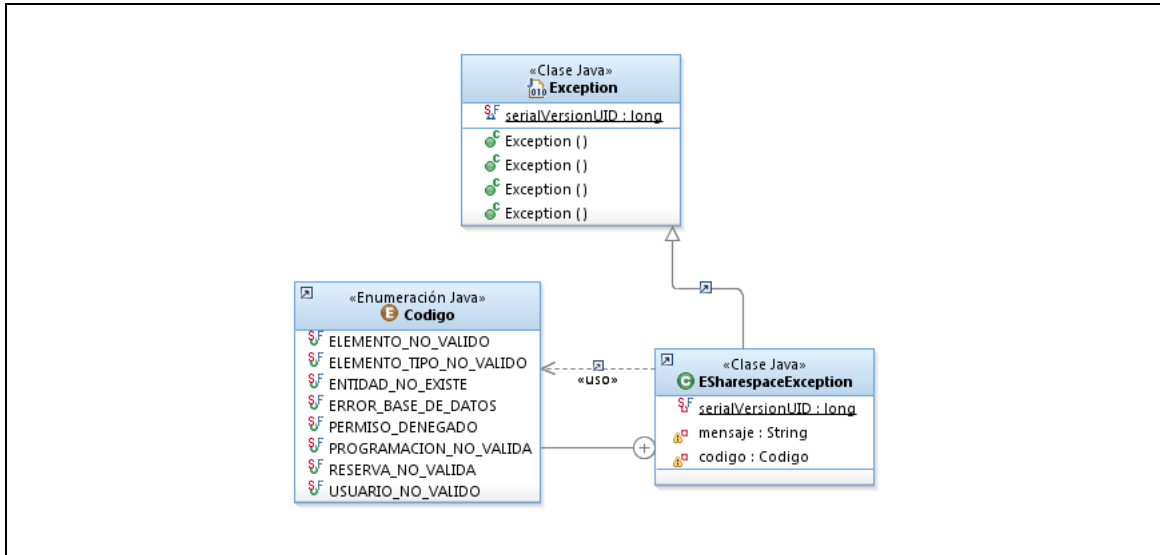 «Clase Java»
Exception
serialVersionUID : long
Exception ( )
Exception ( )
Exception ( )
Exception ( )
«Enumeración Java»
Codigo
ELEMENTO_NO_VALIDO
ELEMENTO_TIPO_NO_VALIDO
ENTIDAD_NO_EXISTE
ERROR_BASE_DE_DATOS
PERMISO_DENEGADO
PROGRAMACION_NO_VALIDA
RESERVA_NO_VALIDA
USUARIO_NO_VALIDO
«uso»
«Clase Java»
ESharespaceException
serialVersionUID : long
mensaje : String
codigo : Codigo